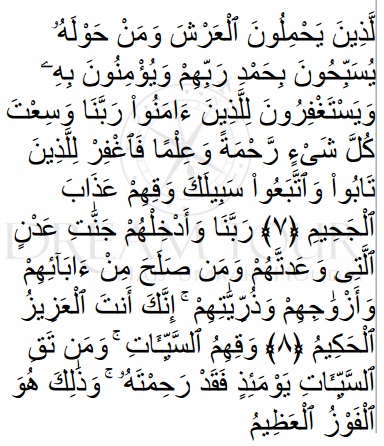 لَّذِينَ يَحْمِلُونَ ٱلْعَرْشَ وَمَنْ حَوْلَهُۥ
يُسَبِّحُونَ بِحَمْدِ رَبِّهِمْ وَيُؤْمِنُونَ بِهِۦ
وَيَسْتَغْفِرُونَ لِلَّذِينَ ءَامَنُوا۟ رَبَّنَا وَسِعْتَ
كُلَّ شَىْءٍ رَّحْمَةً وَعِلْمًا فَٱغْفِرْ لِلَّذِينَ
تَابُوا۟ وَٱتَّبَعُوا۟ سَبِيلَكَ وَقِهِمْ عَذَابَ
ٱلْجَحِيمِ ﴿٧﴾ رَبَّنَا وَأَدْخِلْهُمْ جَنَّٰتِ عَدْنٍ
ٱلَّتِى وَعَدتَّهُمْ وَمَن صَلَحَ مِنْ ءَابَآئِهِمْ
وَأَزْوَٰجِهِمْ وَذُرِّيَّٰتِهِمْ ۚ إِنَّكَ أَنتَ ٱلْعَزِيزُ
ٱلْحَكِيمُ ﴿٨﴾ وَقِهِمُ ٱلسَّيِّـَٔاتِ ۚ وَمَن تَقِ
ٱلسَّيِّـَٔاتِ يَوْمَئِذٍ فَقَدْ رَحِمْتَهُۥ ۚ وَذَٰلِكَ هُوَ
ٱلْفَوْزُ ٱلْعَظِيمُ